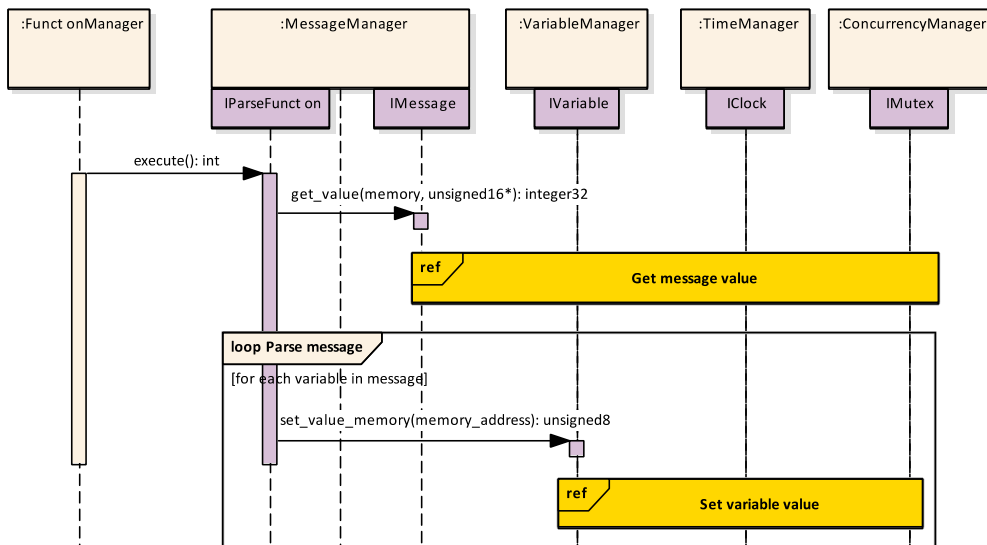 :Funct onManager
:MessageManager
:VariableManager
:TimeManager
:ConcurrencyManager
IParseFunct on
IMessage
IVariable
IClock
IMutex
execute(): int
get_value(memory, unsigned16*): integer32
ref
Get message value
loop Parse message
[for each variable in message]
set_value_memory(memory_address): unsigned8
ref
Set variable value